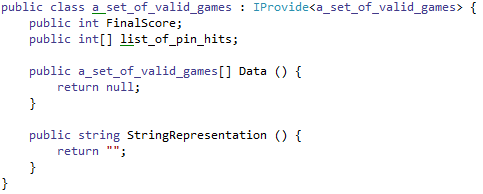 public class a_set_of_valid_games : IProvide<a_set_of_valid_games> {
    public int FinalScore;
    public int[] list_of_pin_hits;

    public a_set_of_valid_games[] Data () {
        return null;
    }

    public string StringRepresentation () {
        return "";
    }
}